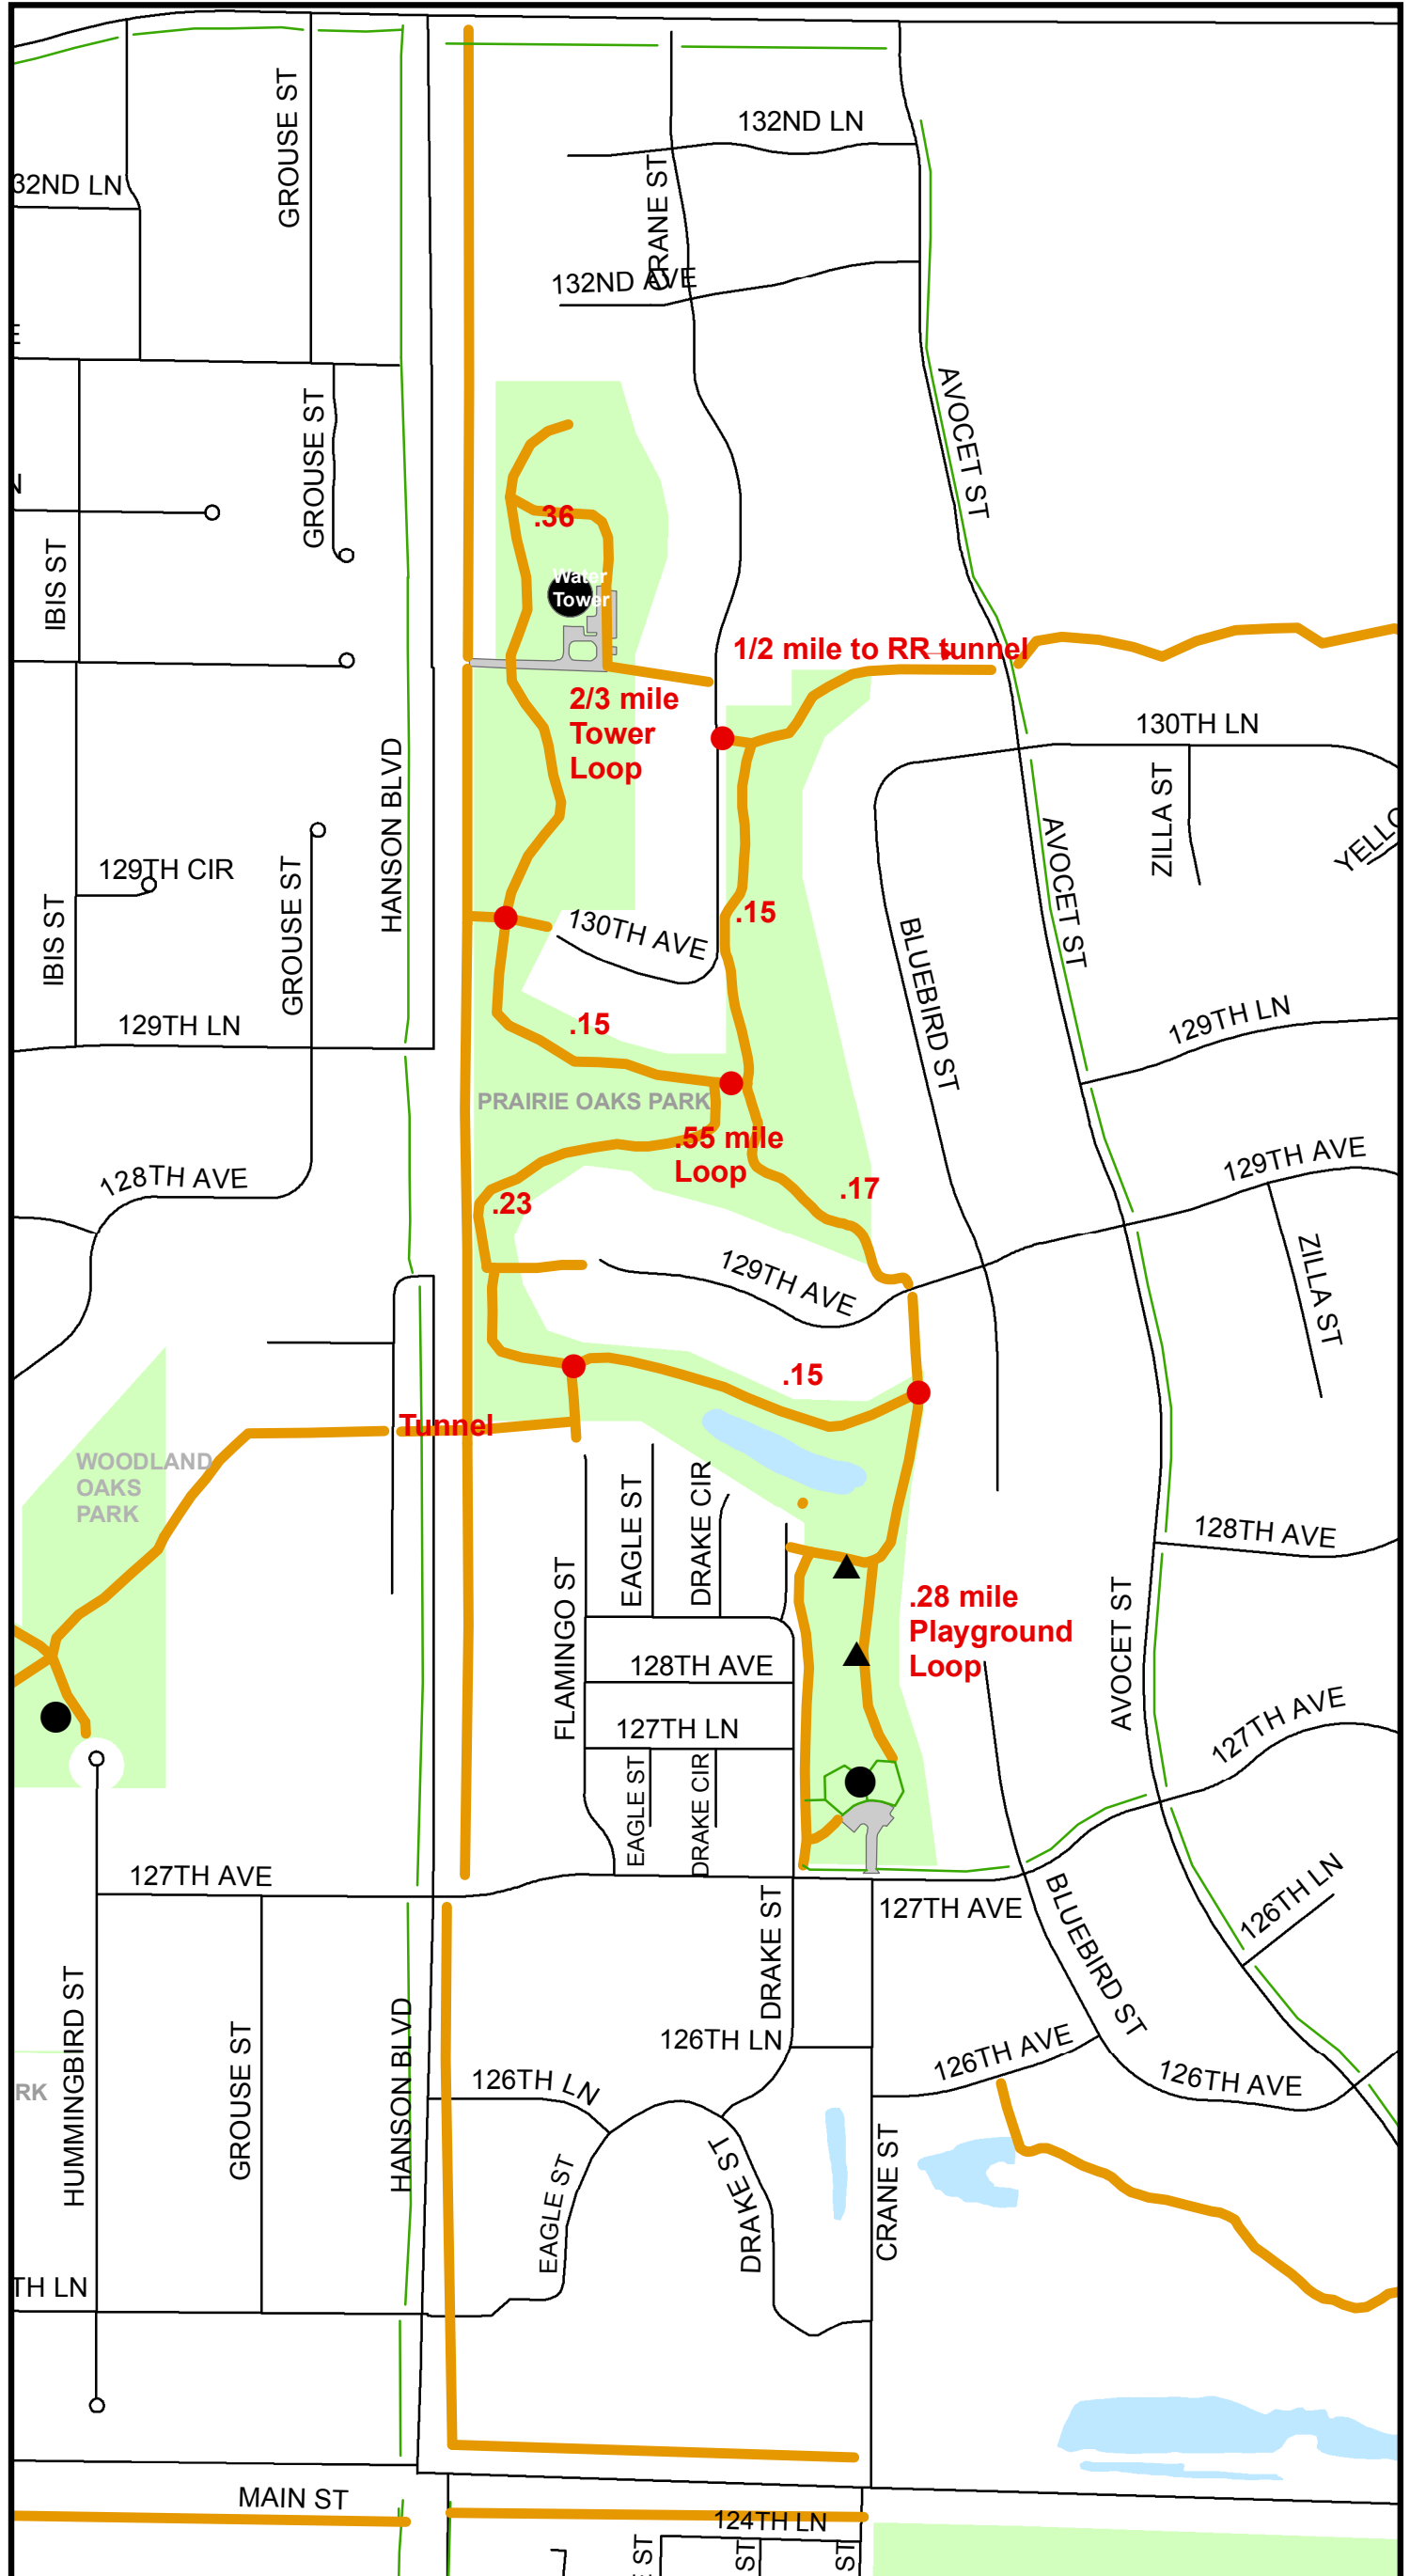 132ND LN
GROUSE ST
32ND LN
CRANE ST
132ND AVE
E
AVOCET ST
GROUSE ST
N
.36
IBIS ST
Water
Tower
1/2 mile to RR tunnel
2/3 mile
Tower
Loop
130TH LN
HANSON BLVD
ZILLA ST
YELLO
AVOCET ST
129TH CIR
GROUSE ST
IBIS ST
.15
130TH AVE
BLUEBIRD ST
129TH LN
.15
129TH LN
PRAIRIE OAKS PARK
.55 mile
Loop
129TH AVE
128TH AVE
.17
.23
129TH AVE
ZILLA ST
.15
Tunnel
WOODLAND
OAKS
PARK
EAGLE ST
DRAKE CIR
128TH AVE
FLAMINGO ST
.28 mile
Playground
Loop
AVOCET ST
128TH AVE
127TH LN
127TH AVE
EAGLE ST
DRAKE CIR
127TH AVE
127TH AVE
126TH LN
DRAKE ST
BLUEBIRD ST
HUMMINGBIRD ST
GROUSE ST
HANSON BLVD
126TH LN
126TH AVE
126TH AVE
126TH LN
RK
EAGLE ST
DRAKE ST
CRANE ST
TH LN
MAIN ST
124TH LN
E ST
ST
ST